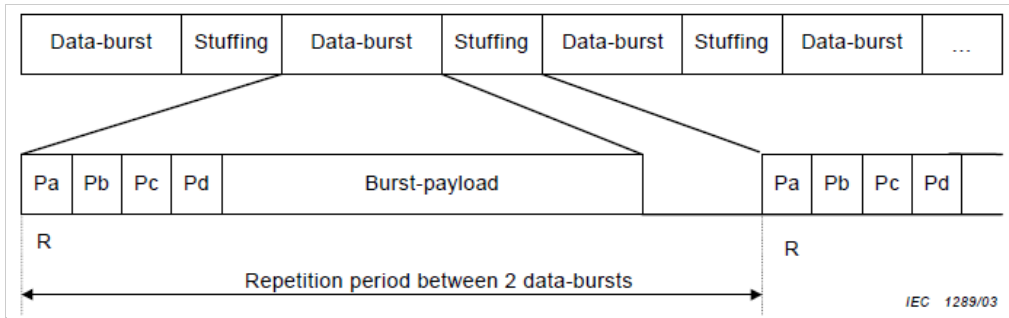 Data-burst Stuffing Data-burst Stuffing Data-burst Stuffing Data-burst ...
Pa Pb Pc Pd Burst-payload Pa Pb Pc Pd
R R
Repetition period between 2 data-bursts
IEC 1289/03